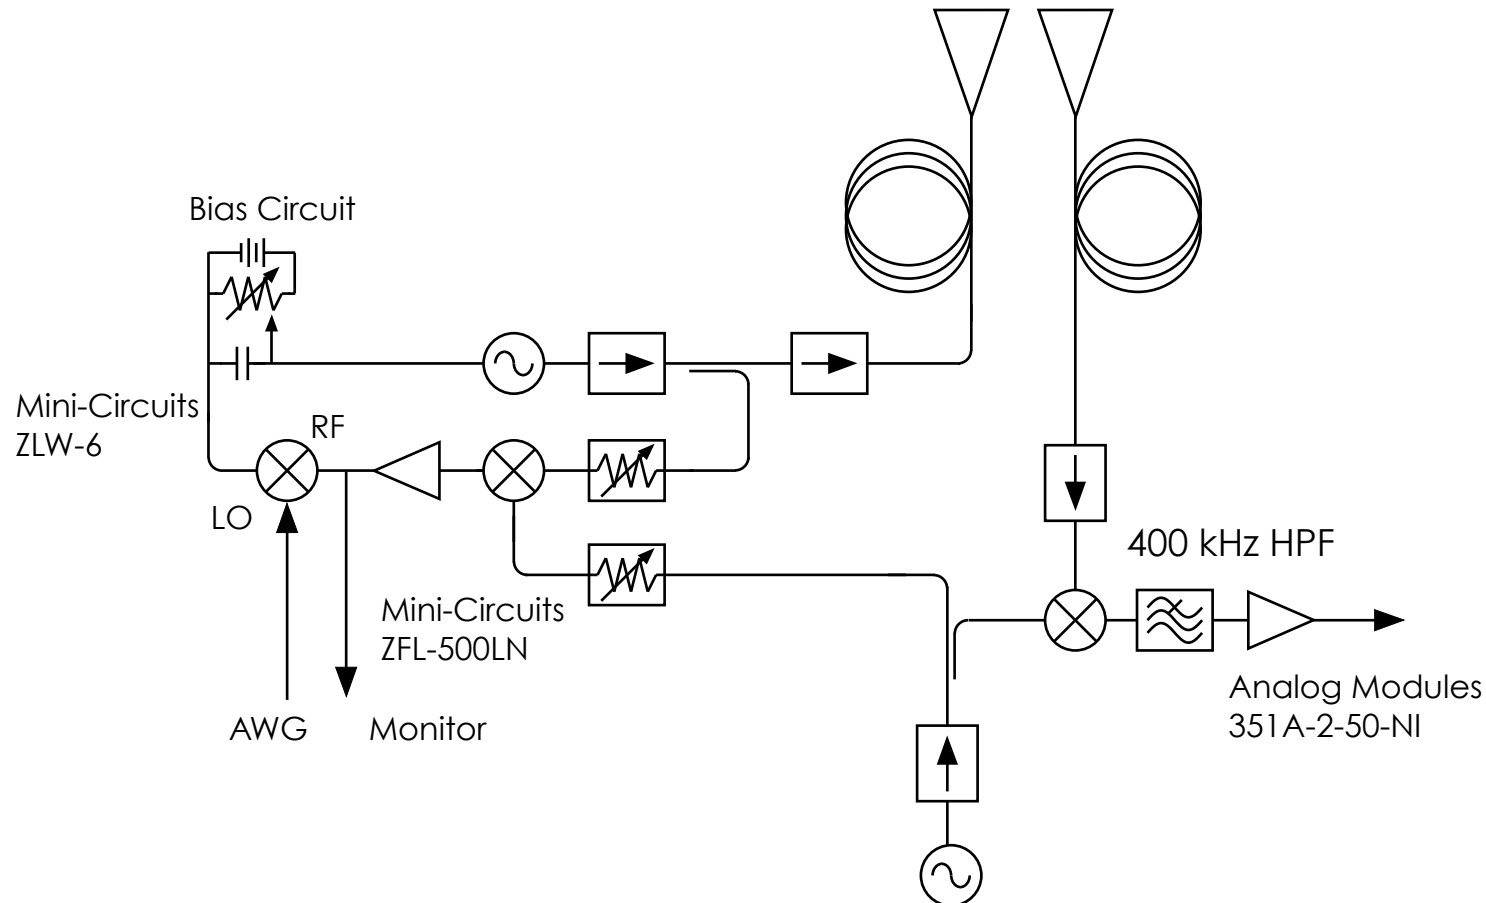 Bias Circuit
Mini-Circuits
ZLW-6
RF
LO
400 kHz HPF
Mini-Circuits
ZFL-500LN
Analog Modules
351A-2-50-NI
AWG
Monitor